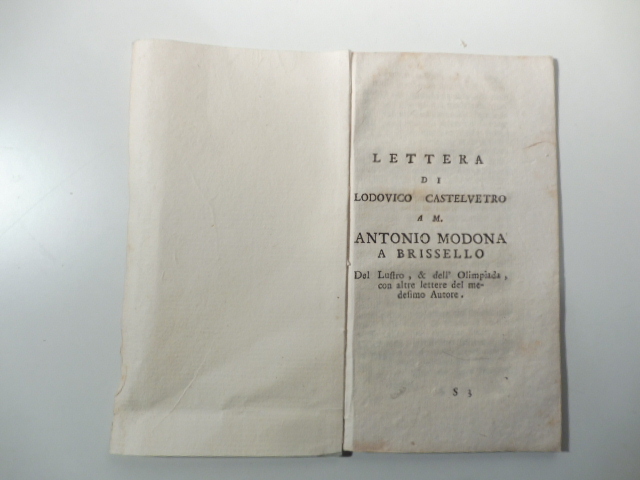 LETTERA
DI
LODOVICO CASTELVETRO
A M.
ANTONIO MODONA
A BRISSELLO
Del Luſtro, & dell' Olimpiada,
con altre lettere del me-
deſimo Autore.
S 3